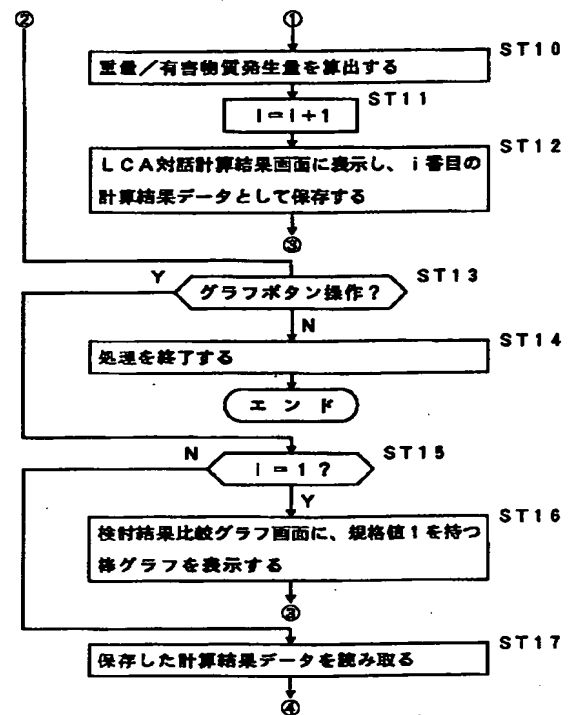 ② ①
ST10
重量／有害物質発生量を算出する
ST11
i=i+1
ST12
LCA対話計算結果画面に表示し、i番目の
計算結果データとして保存する
③
ST13
Y グラフボタン操作？
N
ST14
処理を終了する
エンド
ST15
N i=1？
Y
ST16
検討結果比較グラフ画面に、規格値1を持つ
棒グラフを表示する
③
ST17
保存した計算結果データを読み取る
④